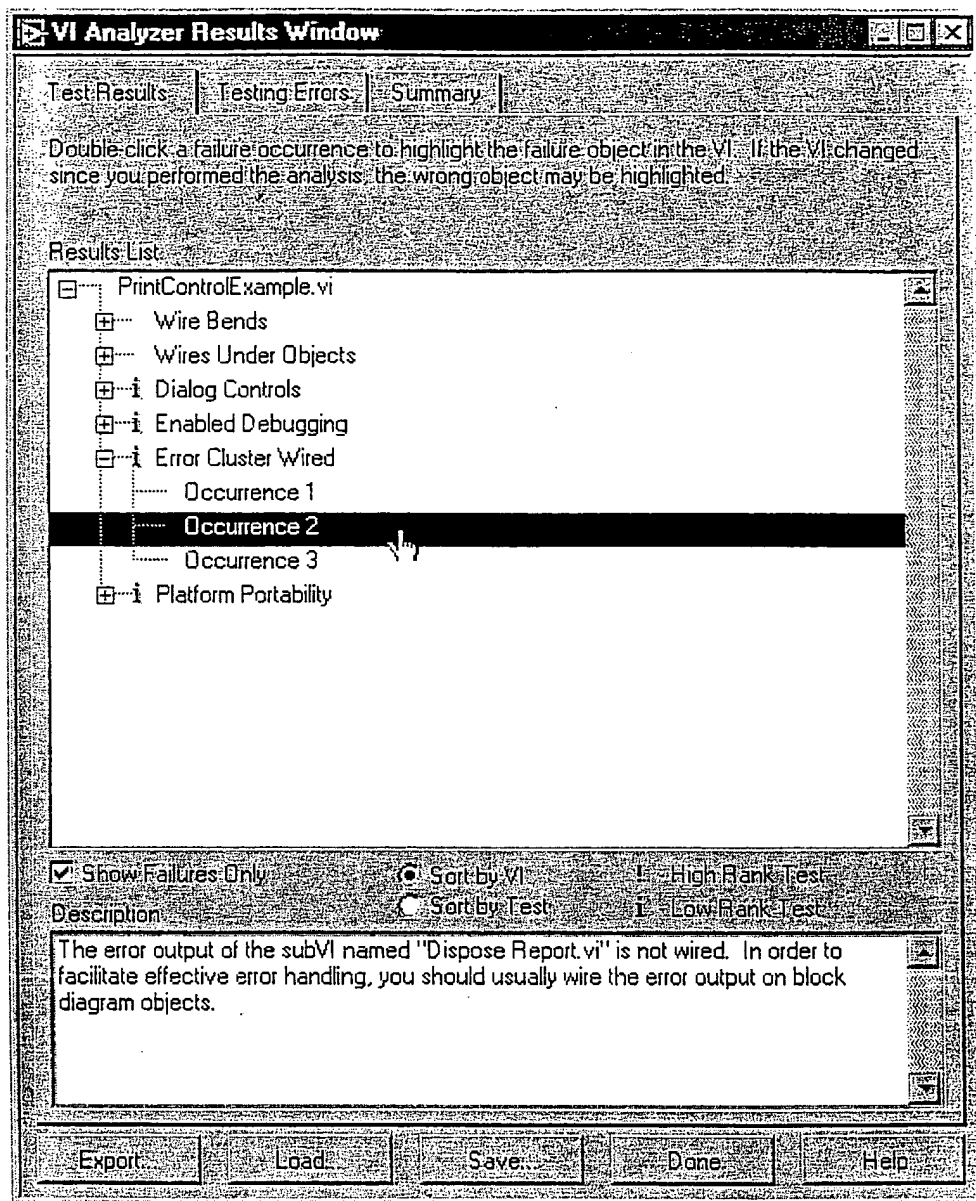 VI Analyzer Results Window
Test Results Testing Errors Summary
Double-click a failure occurrence to highlight the failure object in the VI. If the VI changed
since you performed the analysis, the wrong object may be highlighted.
Results List
PrintControlExample.vi
Wire Bends
Wires Under Objects
i Dialog Controls
i Enabled Debugging
i Error Cluster Wired
Occurrence 1
Occurrence 2
Occurrence 3
i Platform Portability
Show Failures Only Sort by VI ! - High Rank Test
Sort by Test i - Low Rank Test
Description
The error output of the subVI named "Dispose Report.vi" is not wired. In order to
facilitate effective error handling, you should usually wire the error output on block
diagram objects.
Export... Load... Save... Done Help